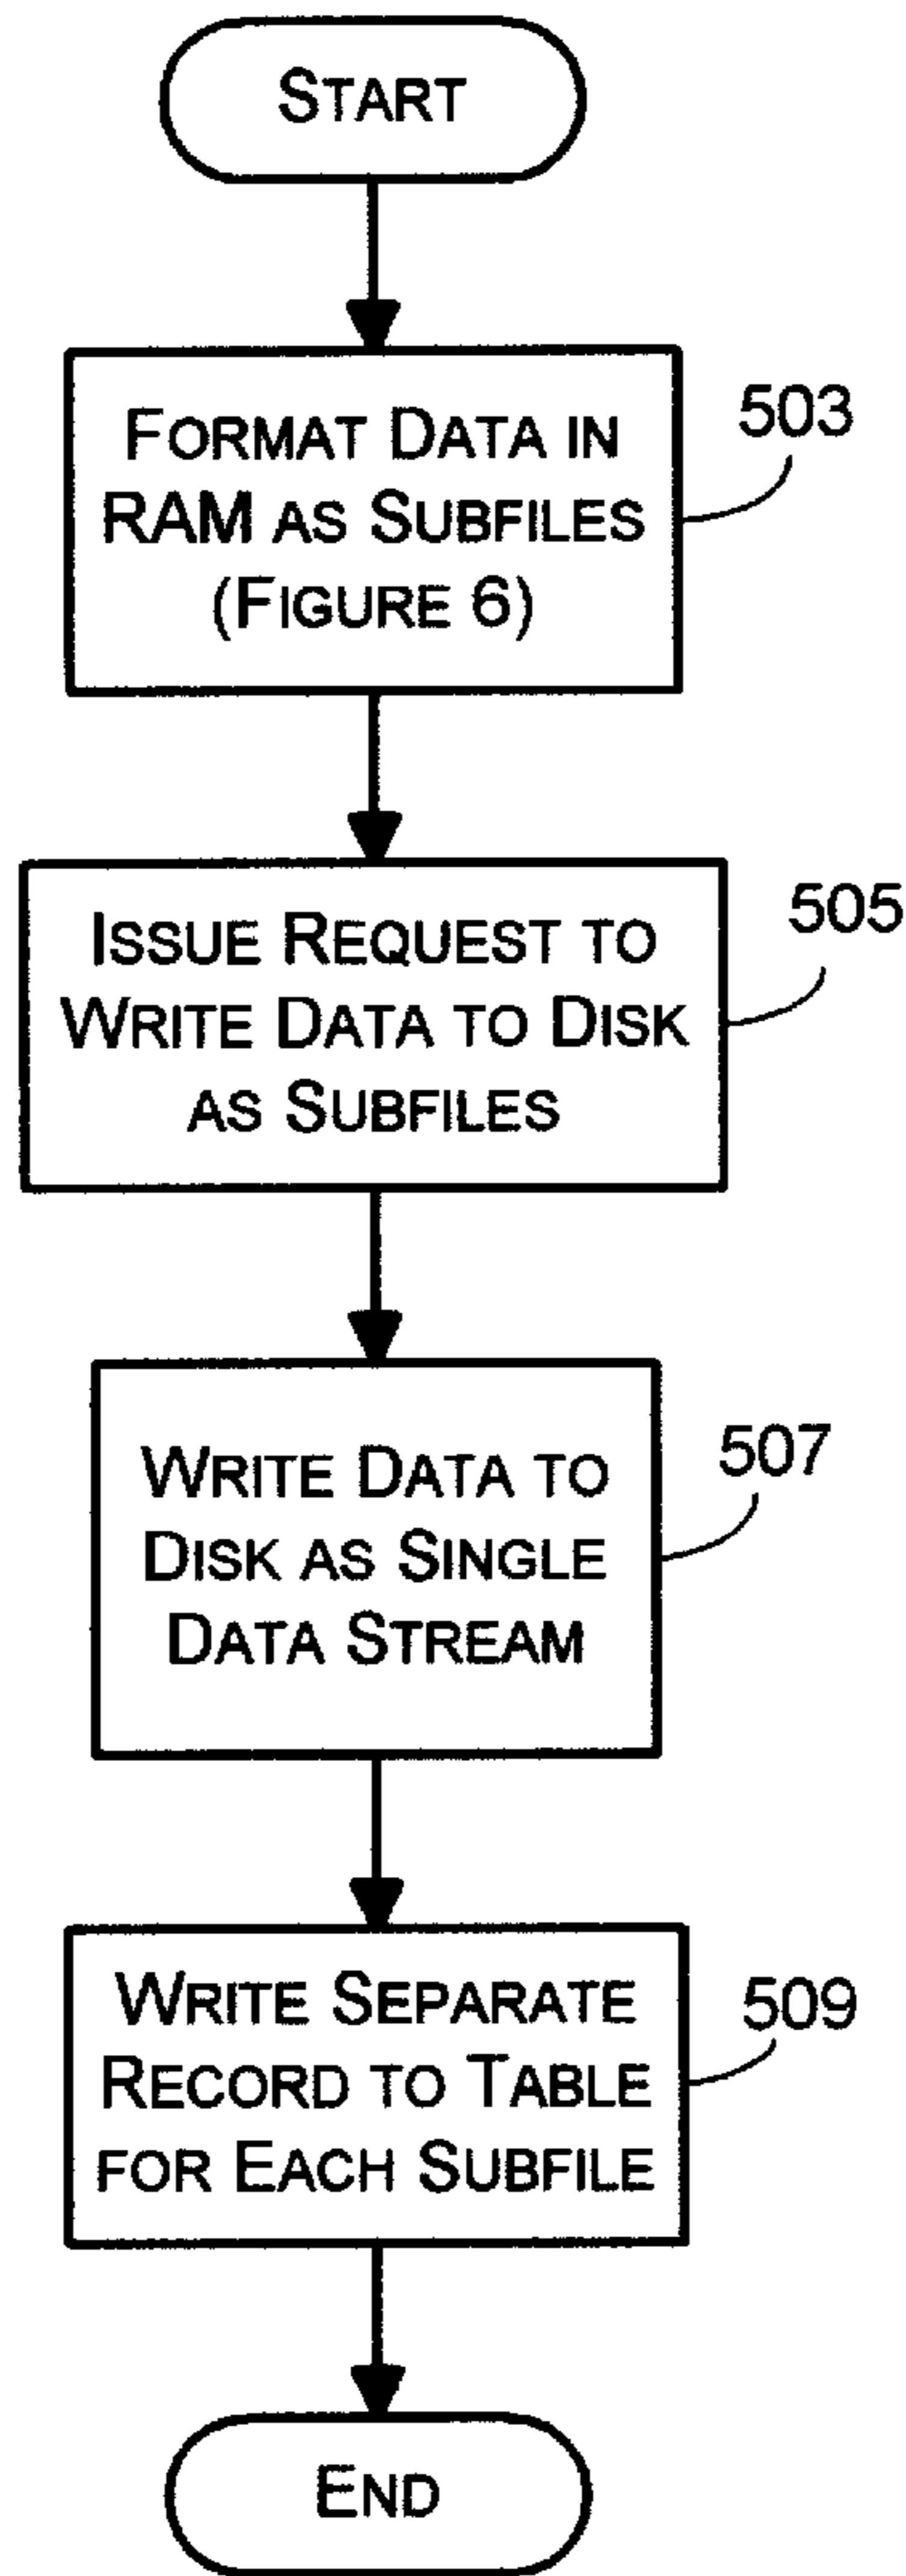 START
FORMAT DATA IN
RAM AS SUBFILES
(FIGURE 6)
503
ISSUE REQUEST TO
WRITE DATA TO DISK
AS SUBFILES
505
WRITE DATA TO
DISK AS SINGLE
DATA STREAM
507
WRITE SEPARATE
RECORD TO TABLE
FOR EACH SUBFILE
509
END